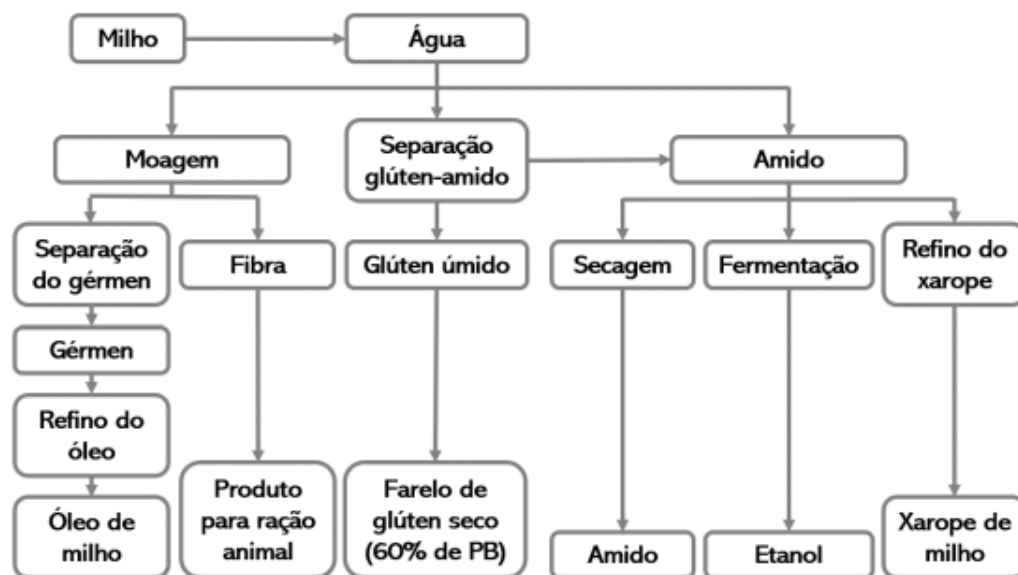 Milho
Água
Moagem
Separação
glúten-amido
Amido
Separação
do gérmen
Fibra
Glúten úmido
Secagem
Fermentação
Refino do
xarope
Gérmen
Refino do
óleo
Óleo de
milho
Produto
para ração
animal
Farelo de
glúten seco
(60% de PB)
Amido
Etanol
Xarope de
milho